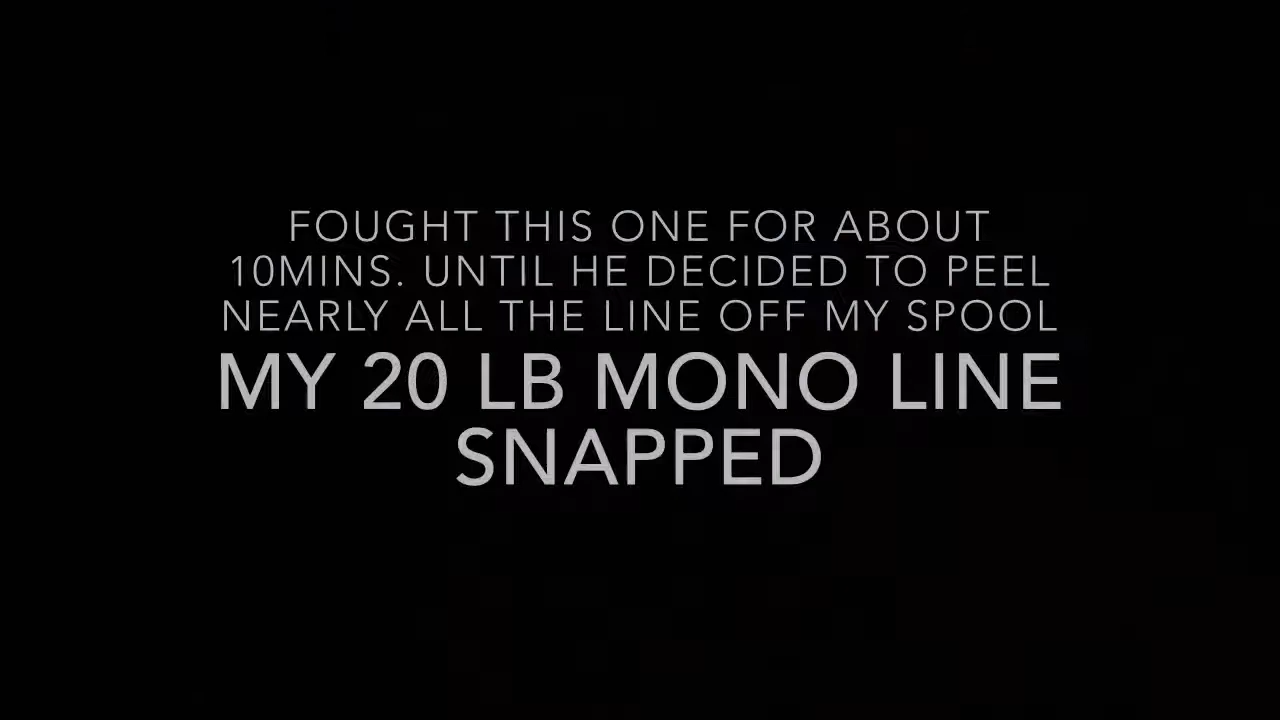 FOUGHT THIS ONE FOR ABOUT
10MINS. UNTIL HE DECIDED TO PEEL
NEARLY ALL THE LINE OFF MY SPOOL
MY 20 LB MONO LINE
SNAPPED